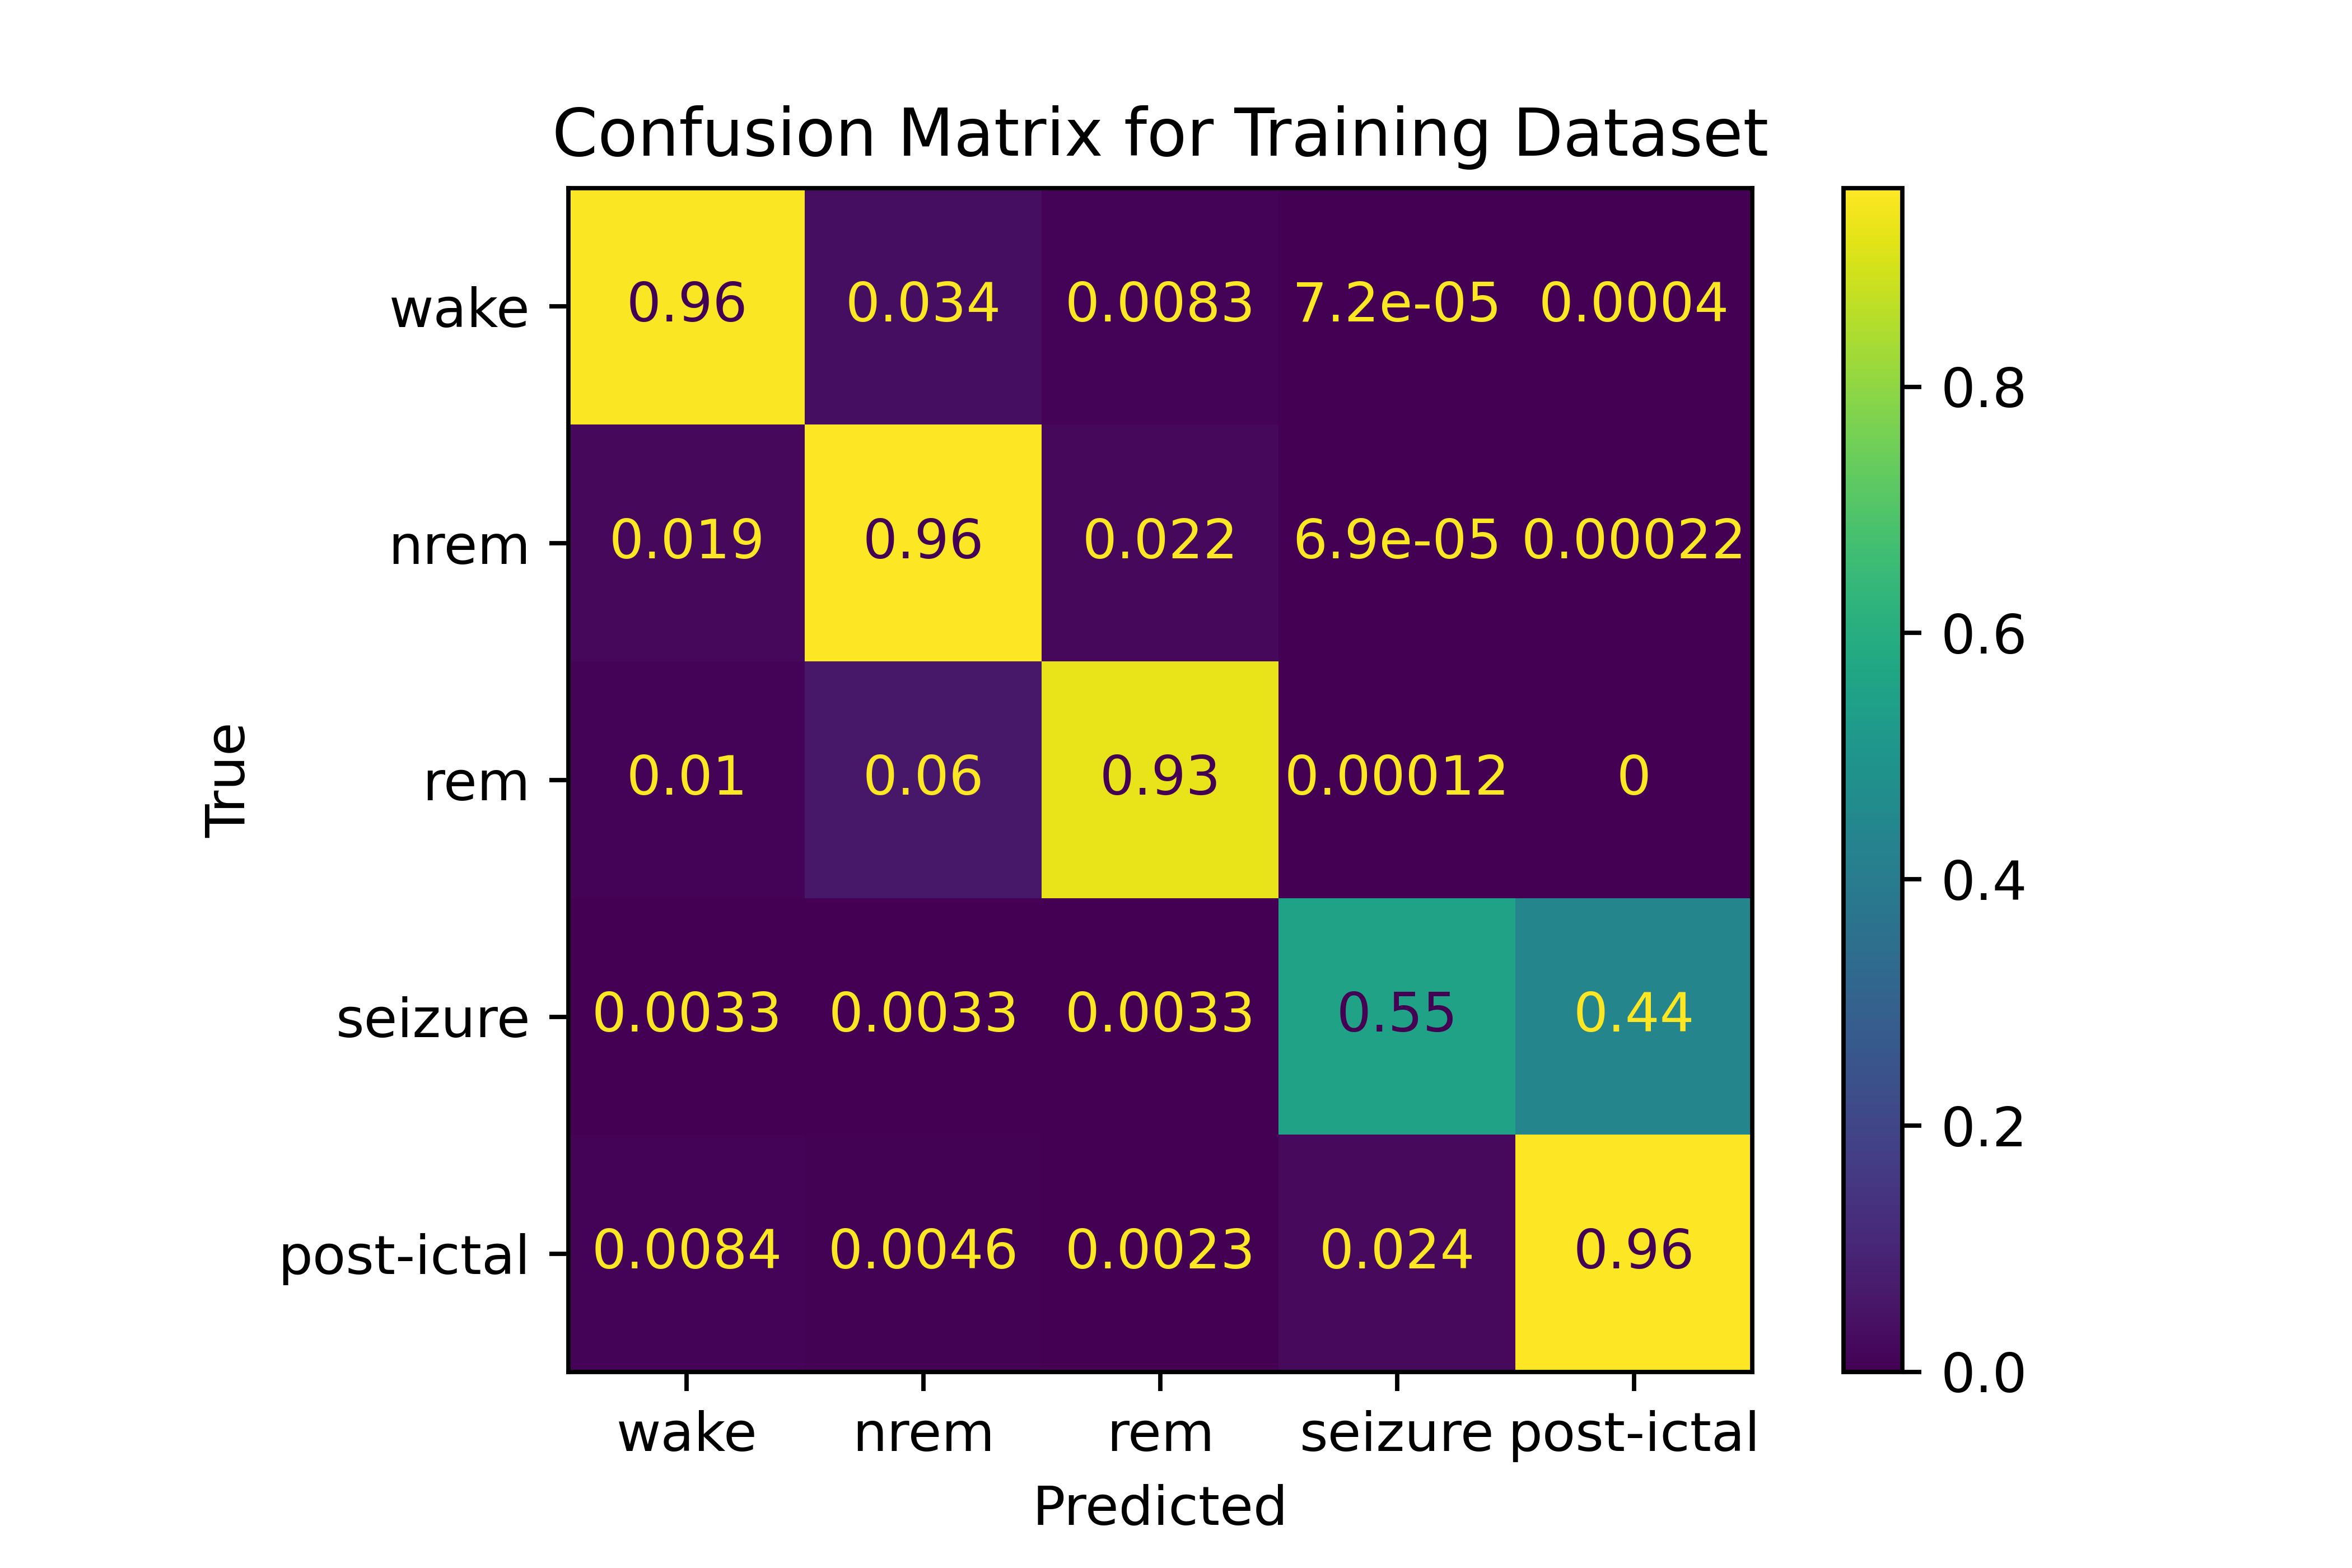 Confusion Matrix for Training Dataset
wake 0.96 0.034 0.0083 7.2e-05 0.0004
nrem 0.019 0.96 0.022 6.9e-05 0.00022
rem 0.01 0.06 0.93 0.00012 0
seizure 0.0033 0.0033 0.0033 0.55 0.44
post-ictal 0.0084 0.0046 0.0023 0.024 0.96
wake nrem rem seizure post-ictal
Predicted
True
0.8
0.6
0.4
0.2
0.0